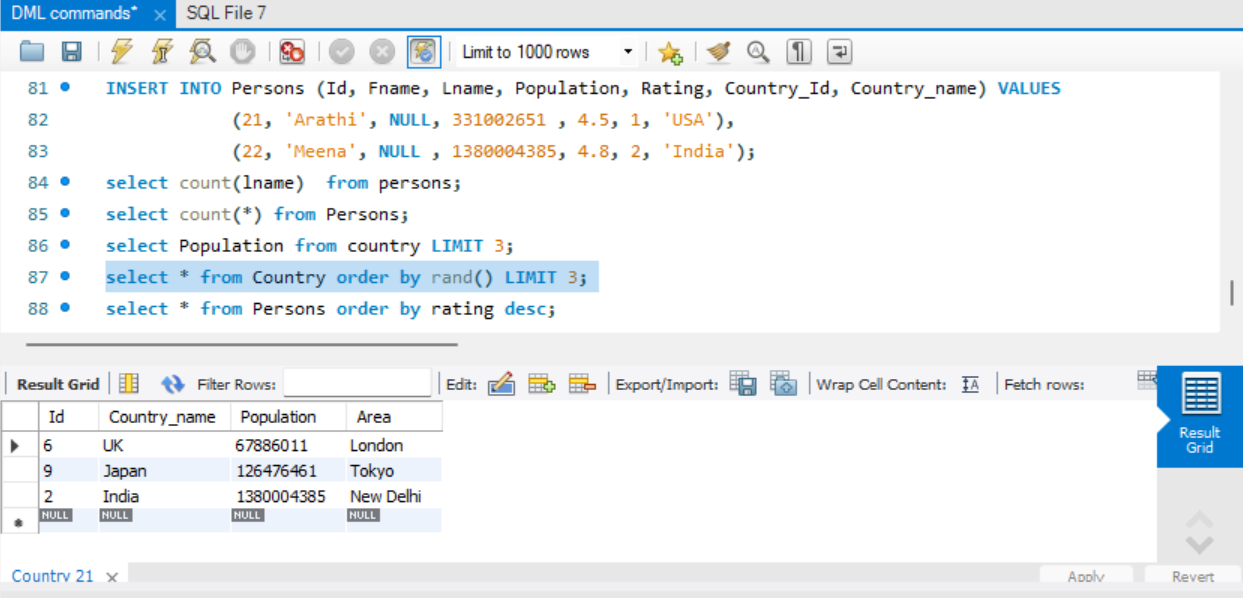 DML commands* × SQL File 7 
Limit to 1000 rows
81 INSERT INTO Persons (Id, Fname, Lname, Population, Rating, Country_Id, Country_name) VALUES
82 (21, 'Arathi', NULL, 331002651 , 4.5, 1, 'USA'),
83 (22, 'Meena', NULL , 1380004385, 4.8, 2, 'India');
84 select count(lname)  from persons;
85 select count(*) from Persons;
86 select Population from country LIMIT 3;
87 select * from Country order by rand() LIMIT 3;
88 select * from Persons order by rating desc;
Result Grid Filter Rows: Edit: Export/Import: Wrap Cell Content: IA Fetch rows:
Id Country_name Population Area
6 UK 67886011 London
9 Japan 126476461 Tokyo
2 India 1380004385 New Delhi
NULL NULL NULL NULL
Result
Grid
Country 21 × Apply Revert